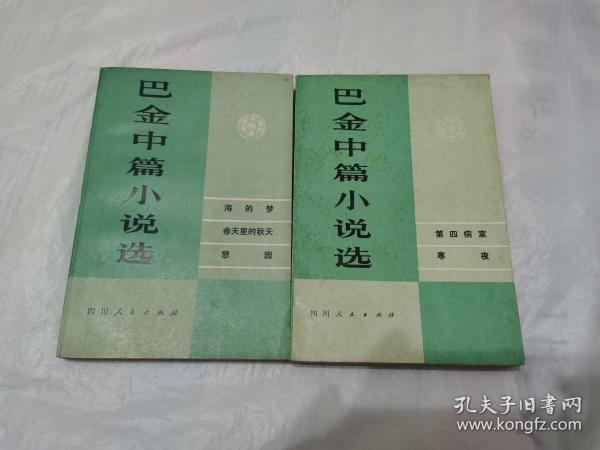 巴金中篇小说选
海的梦
春天里的秋天
憩园
四川人民出版社
巴金中篇小说选
第四病室
寒夜
四川人民出版社
孔夫子旧书网
www.kongfz.com